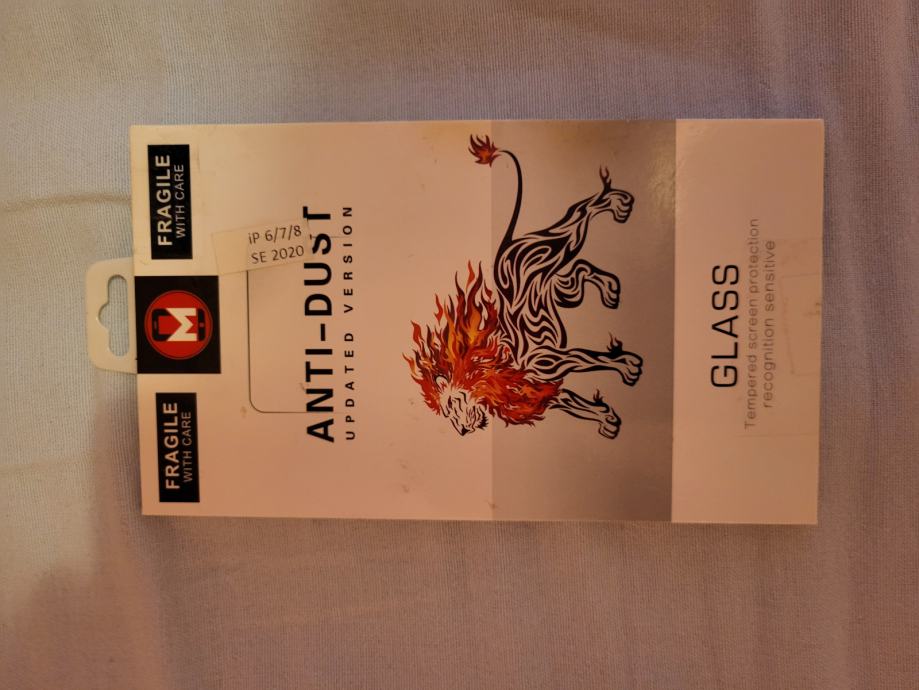 FRAGILE
WITH CARE
M
FRAGILE
WITH CARE
iP 6/7/8
SE 2020
ANTI-DUST
UPDATED VERSION
GLASS
Tempered screen protection
recognition sensitive